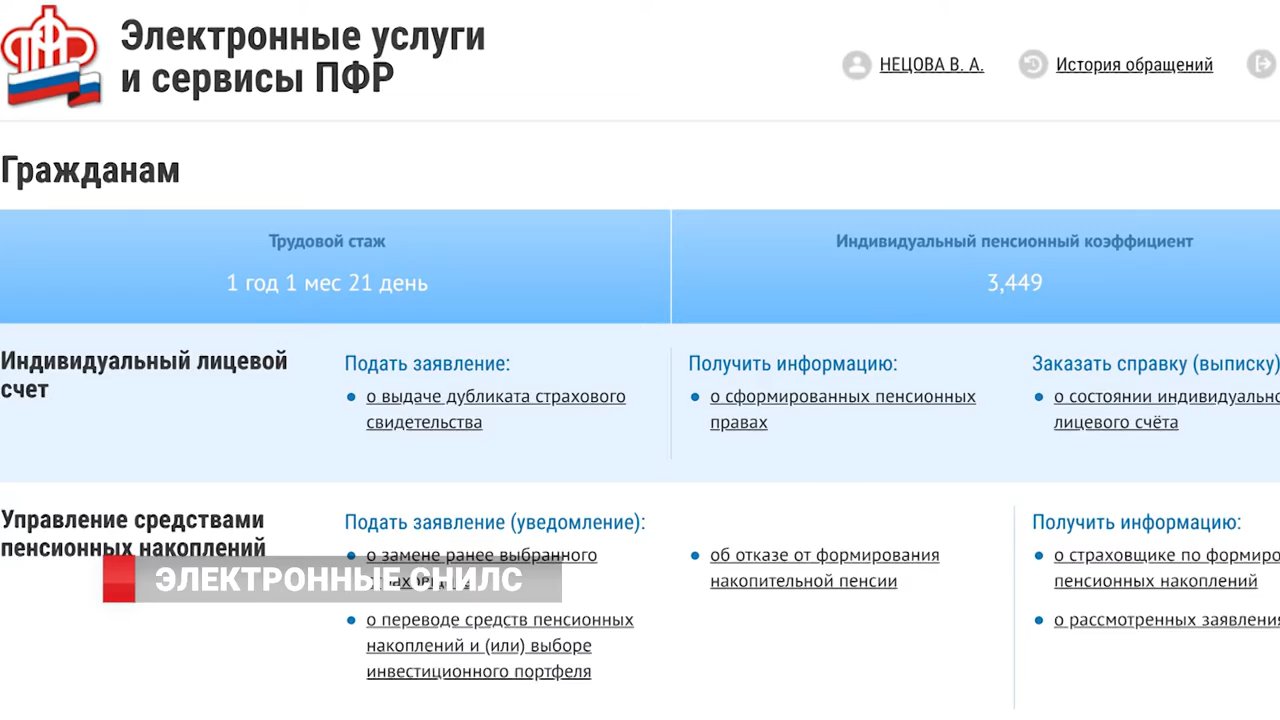 Электронные услуги
и сервисы ПФР
НЕЦОВА В. А.
История обращений
Гражданам
Трудовой стаж
1 год 1 мес 21 день
Индивидуальный пенсионный коэффициент
3,449
Индивидуальный лицевой
счет
Подать заявление:
о выдаче дубликата страхового
свидетельства
Получить информацию:
о сформированных пенсионных
правах
Заказать справку (выписку)
о состоянии индивидуально
лицевого счёта
Управление средствами
пенсионных накоплений
Подать заявление (уведомление):
о замене ранее выбранного
о переводе средств пенсионных
накоплений и (или) выборе
инвестиционного портфеля
об отказе от формирования
накопительной пенсии
Получить информацию:
о страховщике по формиро
пенсионных накоплений
о рассмотренных заявления
ЭЛЕКТРОННЫЕ СНИЛС